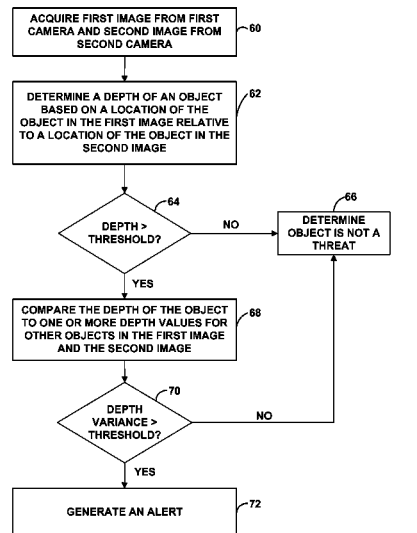 ACQUIRE FIRST IMAGE FROM FIRST
CAMERA AND SECOND IMAGE FROM
SECOND CAMERA
60
DETERMINE A DEPTH OF AN OBJECT
BASED ON A LOCATION OF THE
OBJECT IN THE FIRST IMAGE RELATIVE
TO A LOCATION OF THE OBJECT IN THE
SECOND IMAGE
62
64
DEPTH >
THRESHOLD?
NO
66
DETERMINE
OBJECT IS NOT A
THREAT
YES
COMPARE THE DEPTH OF THE OBJECT
TO ONE OR MORE DEPTH VALUES FOR
OTHER OBJECTS IN THE FIRST IMAGE
AND THE SECOND IMAGE
68
70
DEPTH
VARIANCE >
THRESHOLD?
NO
YES
GENERATE AN ALERT
72